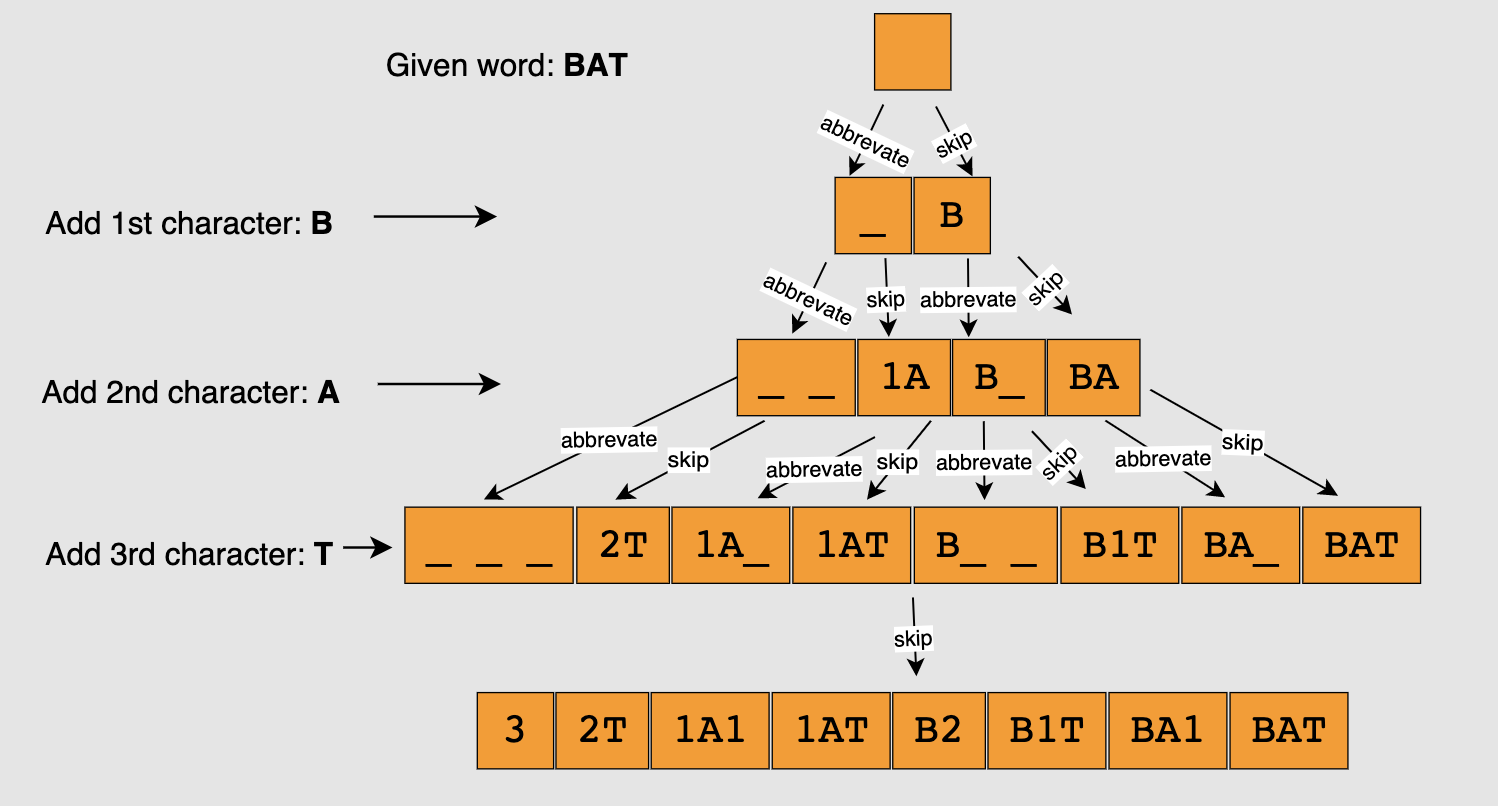 Given word: BAT
abbrevate
skip
Add 1st character: B
_
B
abbrevate
skip
abbrevate
skip
Add 2nd character: A
_ _
1A
B_
BA
abbrevate
skip
abbrevate
skip
abbrevate
skip
abbrevate
skip
Add 3rd character: T
_ _ _
2T
1A_
1AT
B_ _
B1T
BA_
BAT
skip
3
2T
1A1
1AT
B2
B1T
BA1
BAT